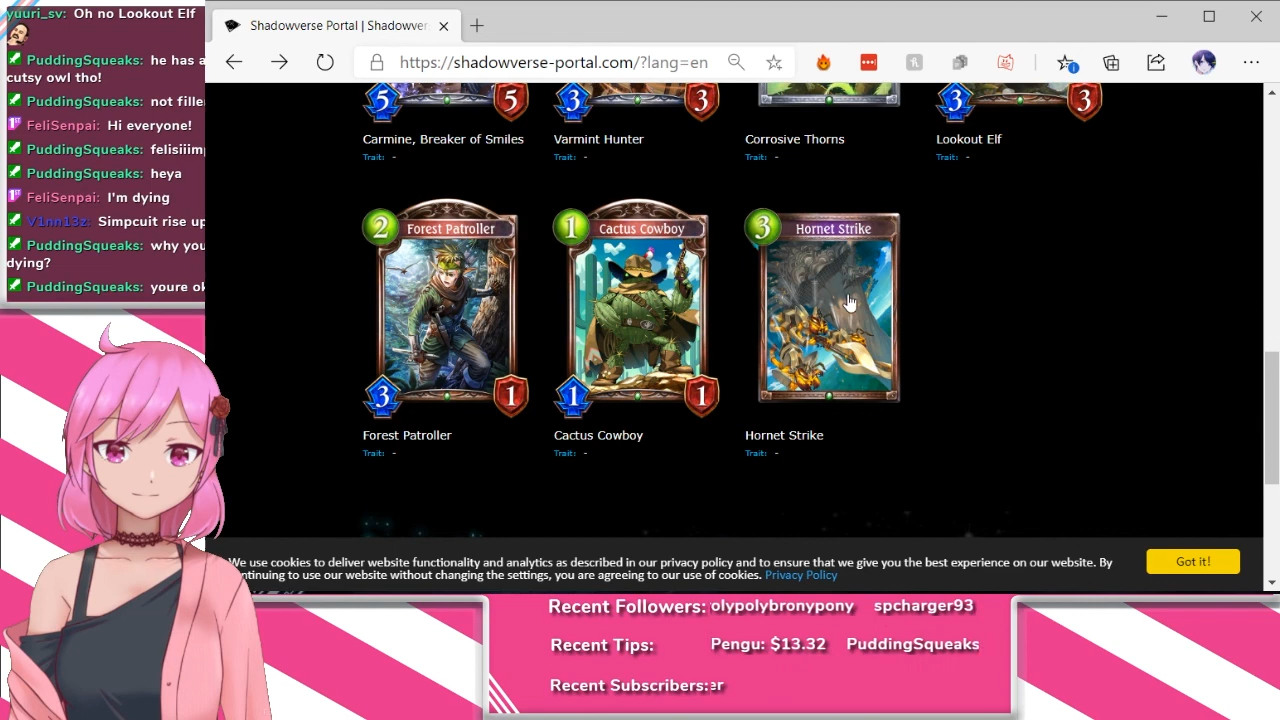 yuuri_sv: Oh no Lookout Elf
PuddingSqueaks: he has a
cutsy owl tho!
PuddingSqueaks: not fille
FeliSenpai: Hi everyone!
PuddingSqueaks: felisiiim
PuddingSqueaks: heya
FeliSenpai: I'm dying
V1nn13z: Simpcuit rise up
PuddingSqueaks: why you
dying?
PuddingSqueaks: youre ok
Shadowverse Portal | Shadowver
https://shadowverse-portal.com/?lang=en
5 5 3 3 3 3
Carmine, Breaker of Smiles Varmint Hunter Corrosive Thorns Lookout Elf
Trait: - Trait: - Trait: - Trait: -
2 Forest Patroller 1 Cactus Cowboy 3 Hornet Strike
3 1 1 1
Forest Patroller Cactus Cowboy Hornet Strike
Trait: - Trait: - Trait: -
We use cookies to deliver website functionality and analytics as described in our privacy policy and to ensure that we give you the best experience on our website. By
ntinuing to use our website without changing the settings, you are agreeing to our use of cookies. Privacy Policy
Got it!
Recent Followers: olypolybronypony spcharger93
Recent Tips: Pengu: $13.32 PuddingSqueaks
Recent Subscribers: er